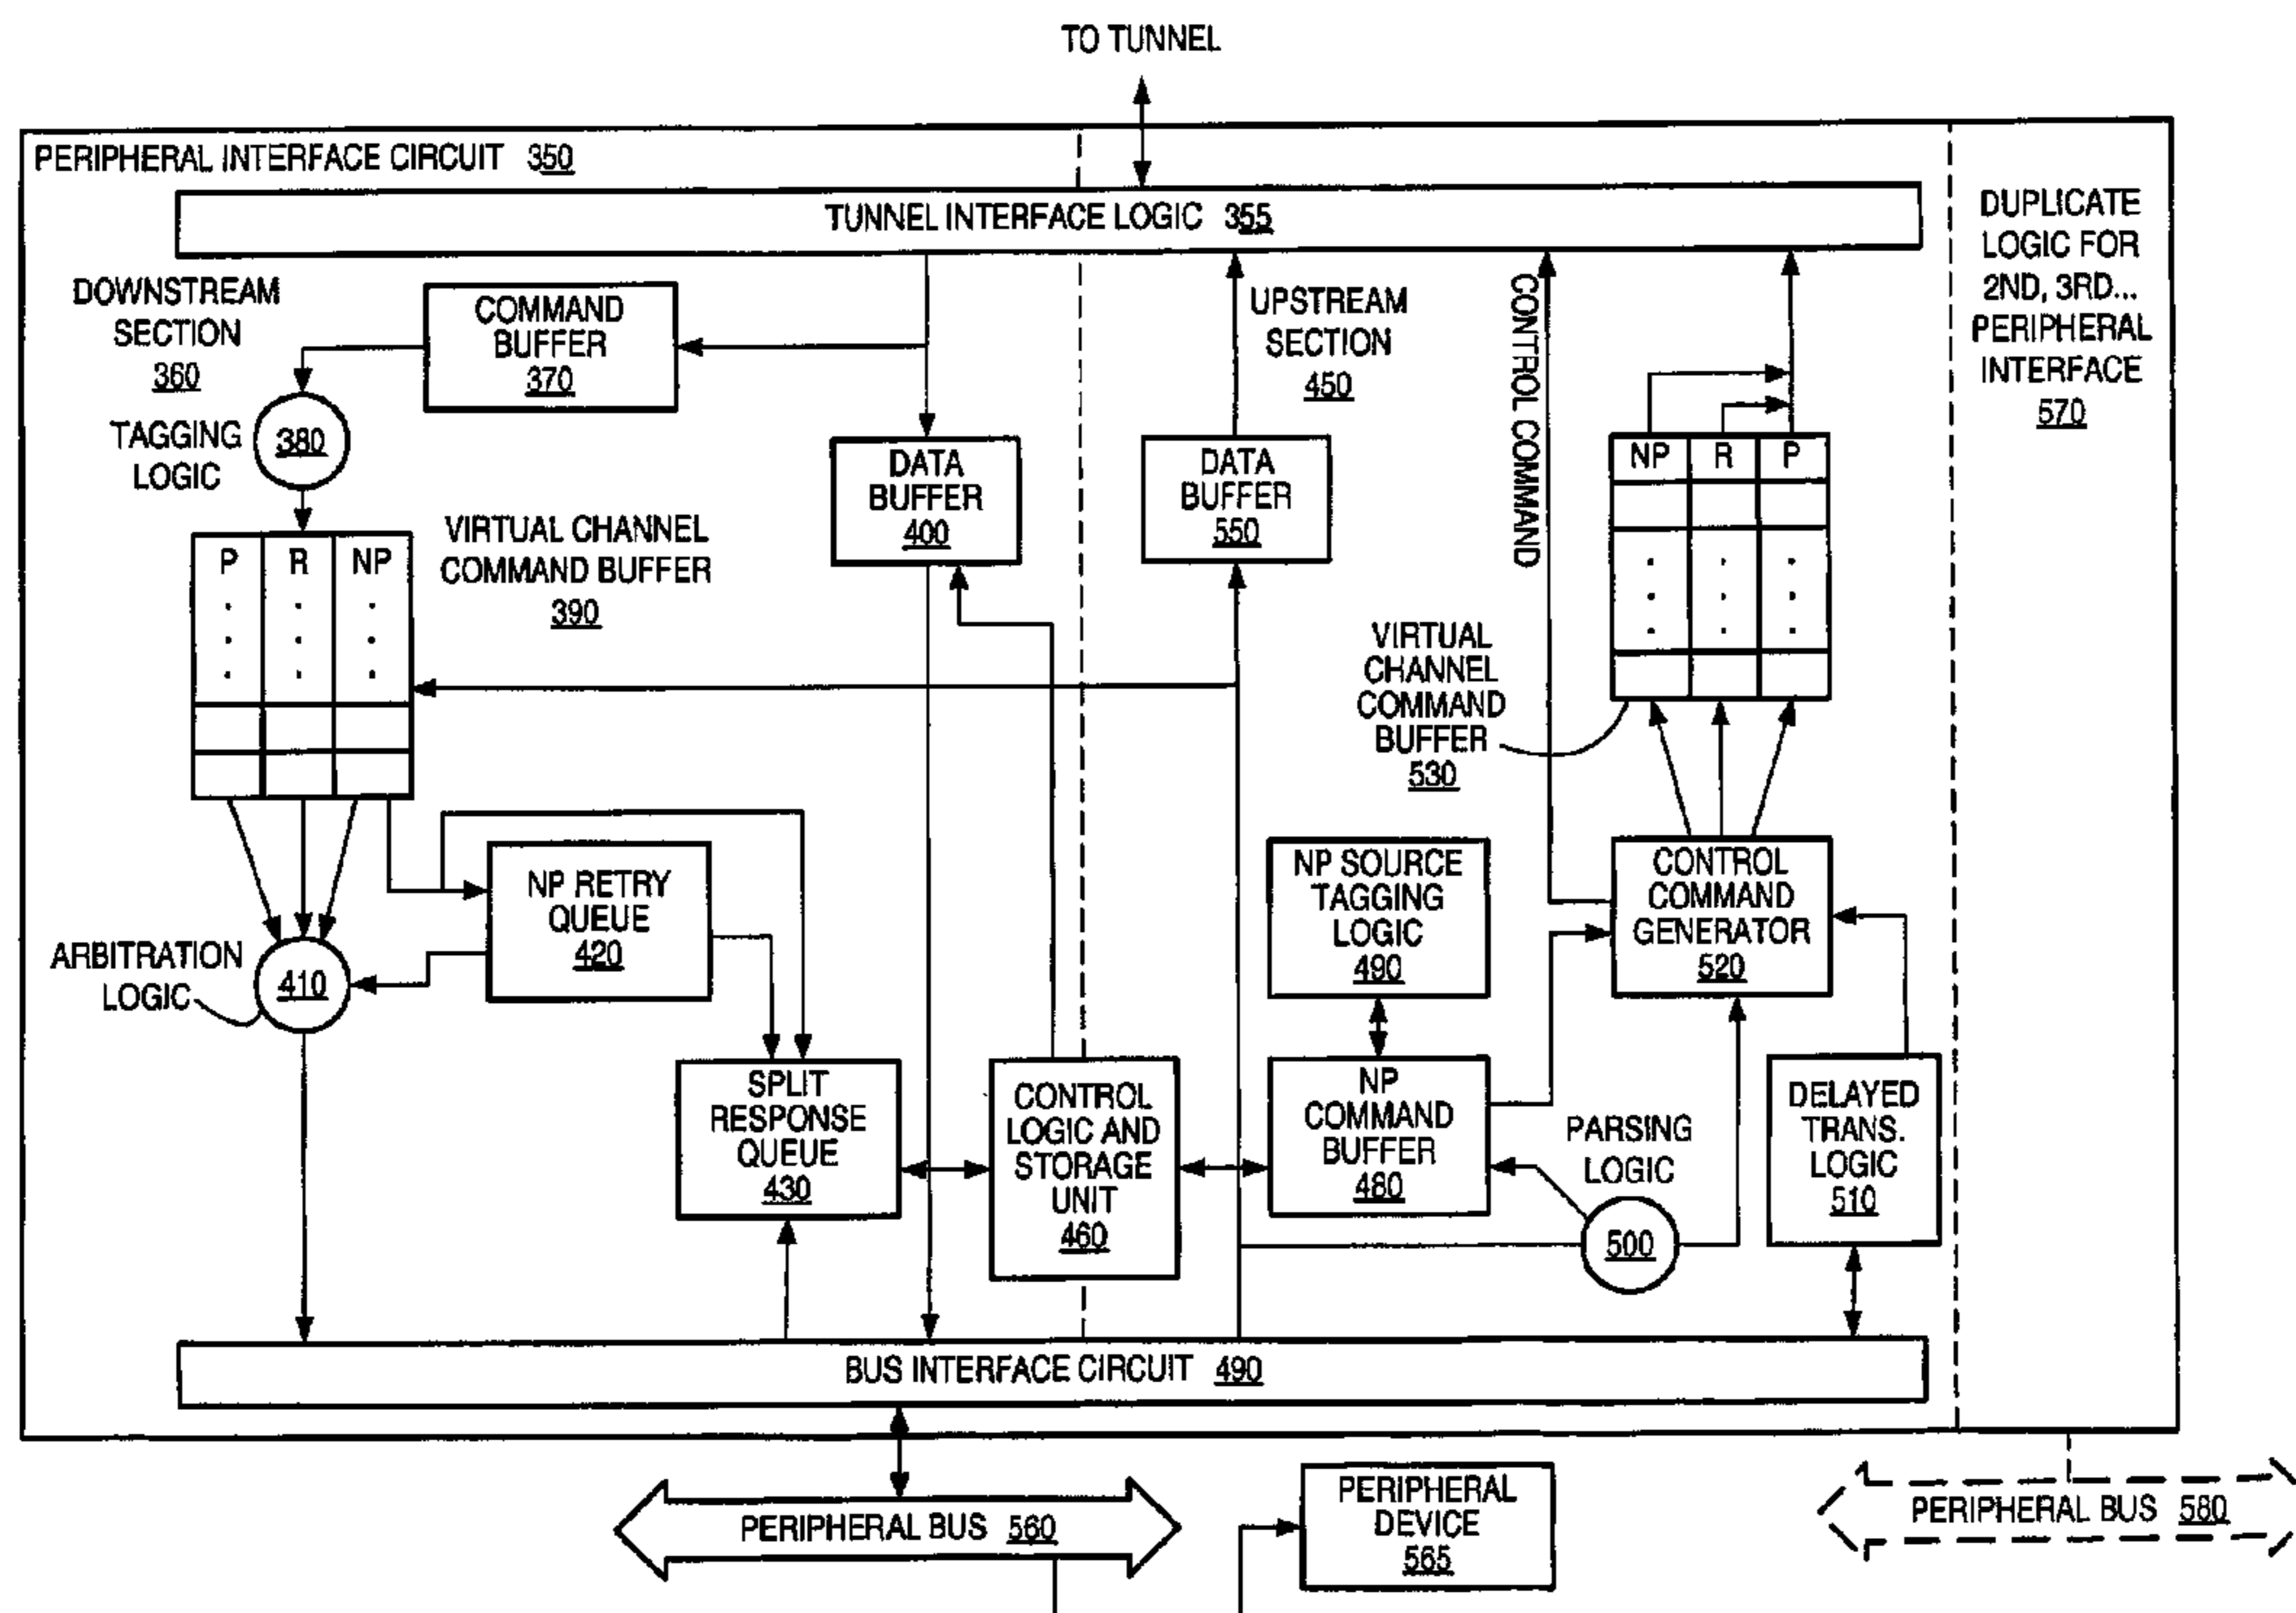 TO TUNNEL
PERIPHERAL INTERFACE CIRCUIT 350
TUNNEL INTERFACE LOGIC 355
DUPLICATE
LOGIC FOR
2ND, 3RD...
PERIPHERAL
INTERFACE
570
DOWNSTREAM
SECTION
360
COMMAND
BUFFER
370
UPSTREAM
SECTION
450
CONTROL COMMAND
TAGGING
LOGIC
380
DATA
BUFFER
400
DATA
BUFFER
550
NP R P
P R NP
VIRTUAL CHANNEL
COMMAND BUFFER
390
VIRTUAL
CHANNEL
COMMAND
BUFFER
530
NP RETRY
QUEUE
420
NP SOURCE
TAGGING
LOGIC
490
CONTROL
COMMAND
GENERATOR
520
ARBITRATION
LOGIC
410
SPLIT
RESPONSE
QUEUE
430
CONTROL
LOGIC AND
STORAGE
UNIT
460
NP
COMMAND
BUFFER
480
PARSING
LOGIC
500
DELAYED
TRANS.
LOGIC
510
BUS INTERFACE CIRCUIT 490
PERIPHERAL BUS 560
PERIPHERAL
DEVICE
565
PERIPHERAL BUS 580